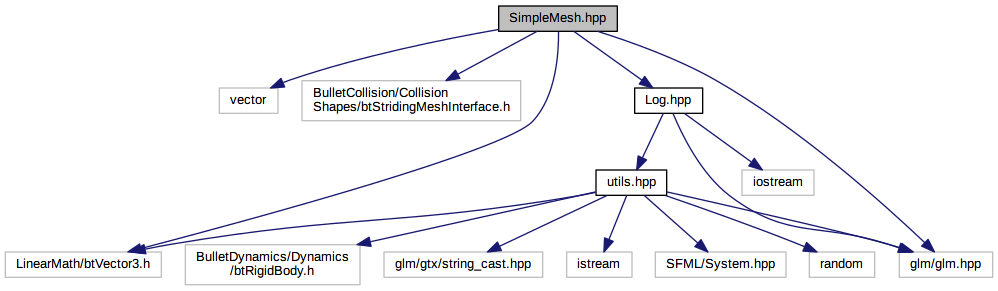 SimpleMesh.hpp
vector
BulletCollision/Collision
Shapes/btStridingMeshInterface.h
Log.hpp
utils.hpp
iostream
LinearMath/btVector3.h
BulletDynamics/Dynamics
/btRigidBody.h
glm/gtx/string_cast.hpp
istream
SFML/System.hpp
random
glm/glm.hpp